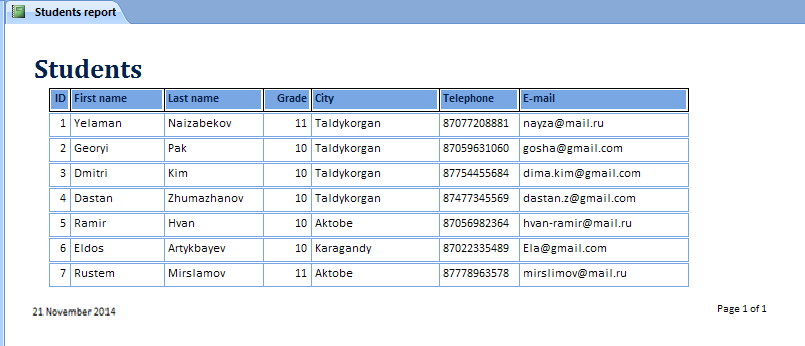 Students report
Students
ID First name Last name Grade City Telephone E-mail
1 Yelaman Naizabekov 11 Taldykorgan 87077208881 nayza@mail.ru
2 Georyi Pak 10 Taldykorgan 87059631060 gosha@gmail.com
3 Dmitri Kim 10 Taldykorgan 87754455684 dima.kim@gmail.com
4 Dastan Zhumazhanov 10 Taldykorgan 87477345569 dastan.z@gmail.com
5 Ramir Hvan 10 Aktobe 87056982364 hvan-ramir@mail.ru
6 Eldos Artykbayev 10 Karagandy 87022335489 Ela@gmail.com
7 Rustem Mirslamov 11 Aktobe 87778963578 mirslimov@mail.ru
21 November 2014 Page 1 of 1